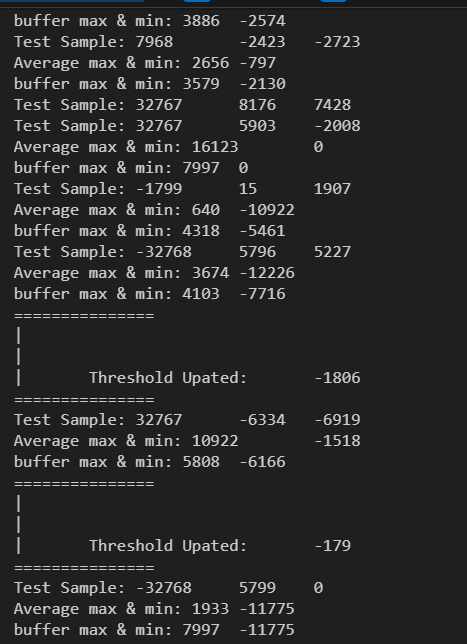 buffer max & min: 3886  -2574
Test Sample: 7968       -2423   -2723
Average max & min: 2656 -797
buffer max & min: 3579  -2130
Test Sample: 32767      8176    7428
Test Sample: 32767      5903    -2008
Average max & min: 16123        0
buffer max & min: 7997  0
Test Sample: -1799      15      1907
Average max & min: 640  -10922
buffer max & min: 4318  -5461
Test Sample: -32768     5796    5227
Average max & min: 3674 -12226
buffer max & min: 4103  -7716
===============
|
|
|       Threshold Upated:       -1806
===============
Test Sample: 32767      -6334   -6919
Average max & min: 10922        -1518
buffer max & min: 5808  -6166
===============
|
|
|       Threshold Upated:       -179
===============
Test Sample: -32768     5799    0
Average max & min: 1933 -11775
buffer max & min: 7997  -11775